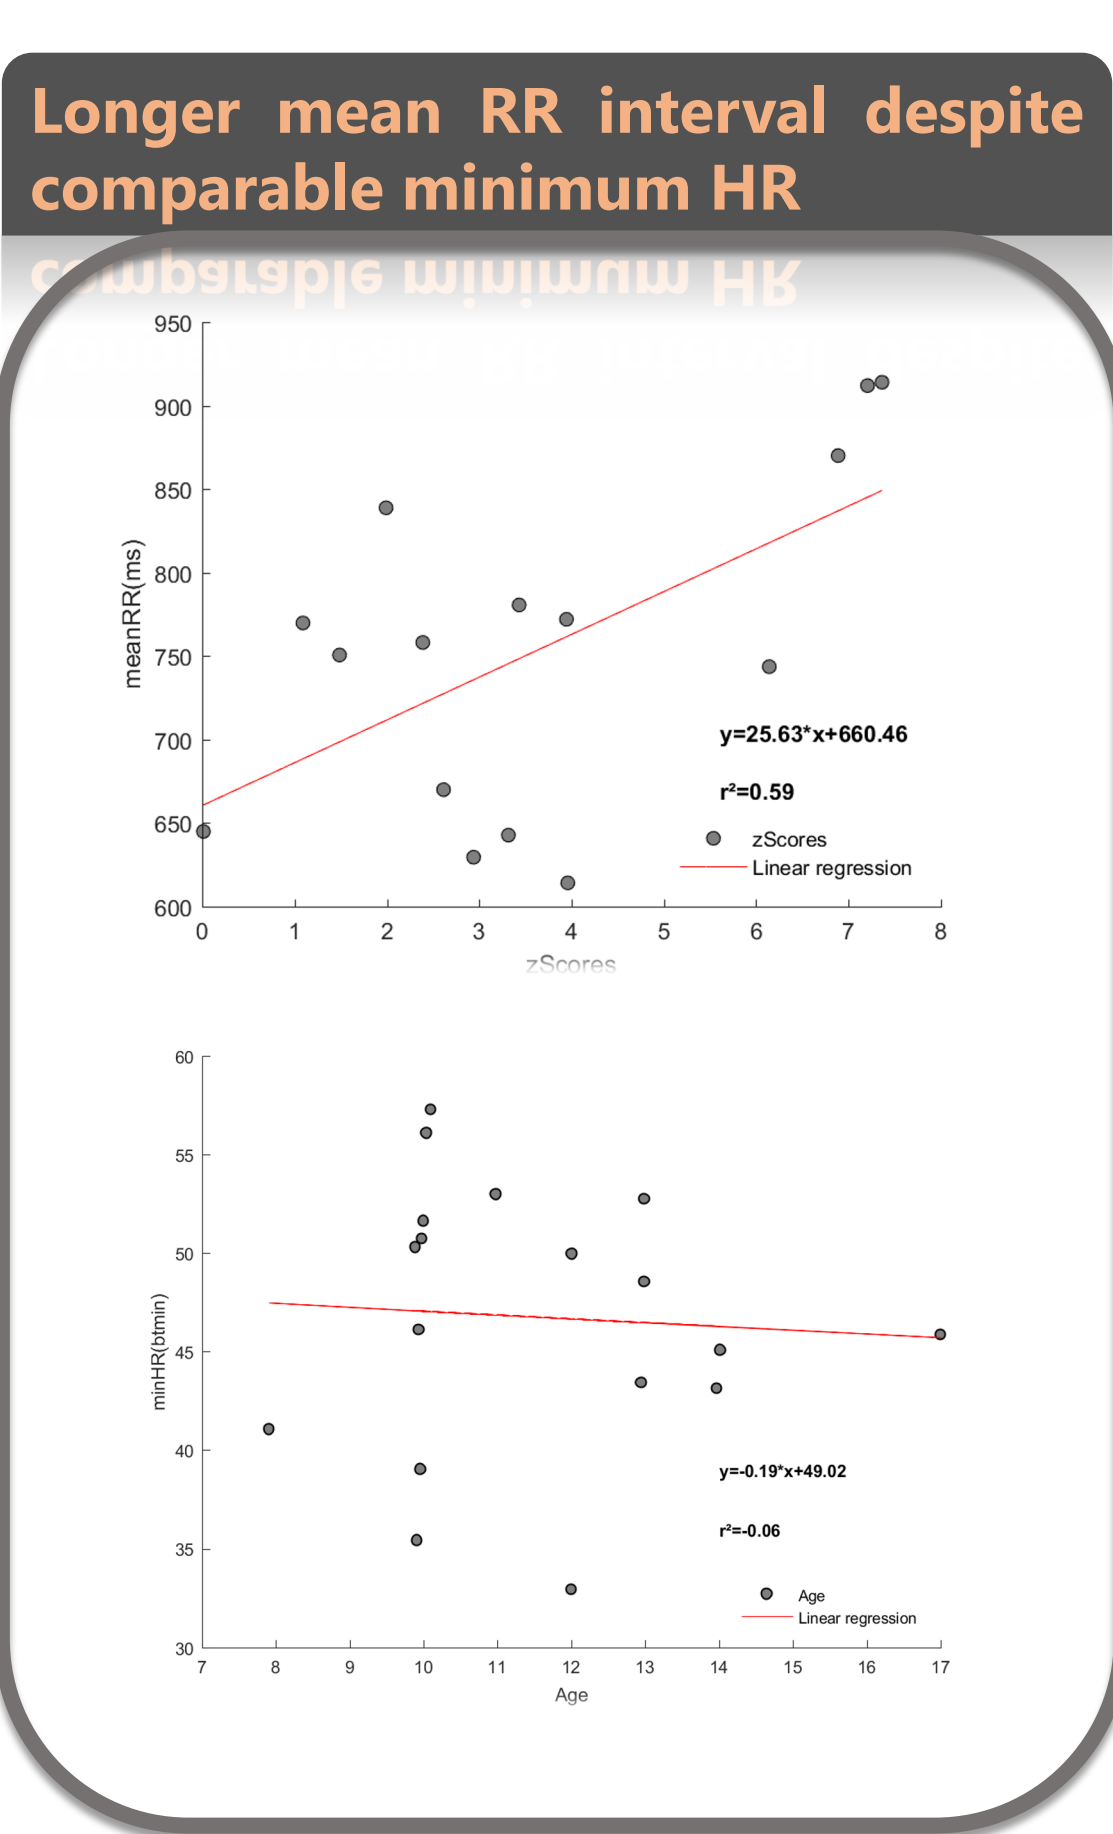 Longer mean RR interval despite
comparable minimum HR
950
900
850
800
750
700
650
600
meanRR(ms)
0 1 2 3 4 5 6 7 8
zScores
y=25.63*x+660.46
r²=0.59
zScores
Linear regression
60
55
50
45
40
35
30
minHR(btmin)
7 8 9 10 11 12 13 14 15 16 17
Age
y=-0.19*x+49.02
r²=-0.06
Age
Linear regression